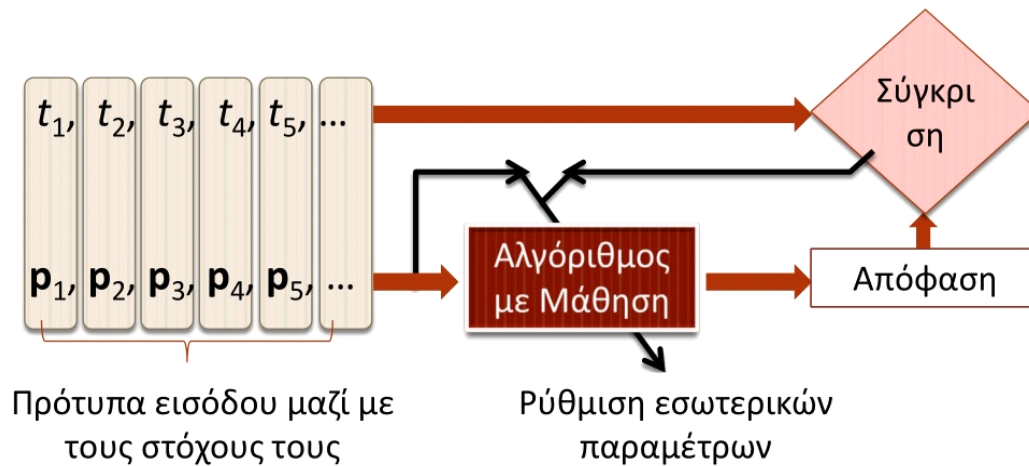 t₁, t₂, t₃, t₄, t₅, ...
Σύγκρι
ση
p₁, p₂, p₃, p₄, p₅, ...
Αλγόριθμος
με Μάθηση
Απόφαση
Πρότυπα εισόδου μαζί με
τους στόχους τους
Ρύθμιση εσωτερικών
παραμέτρων